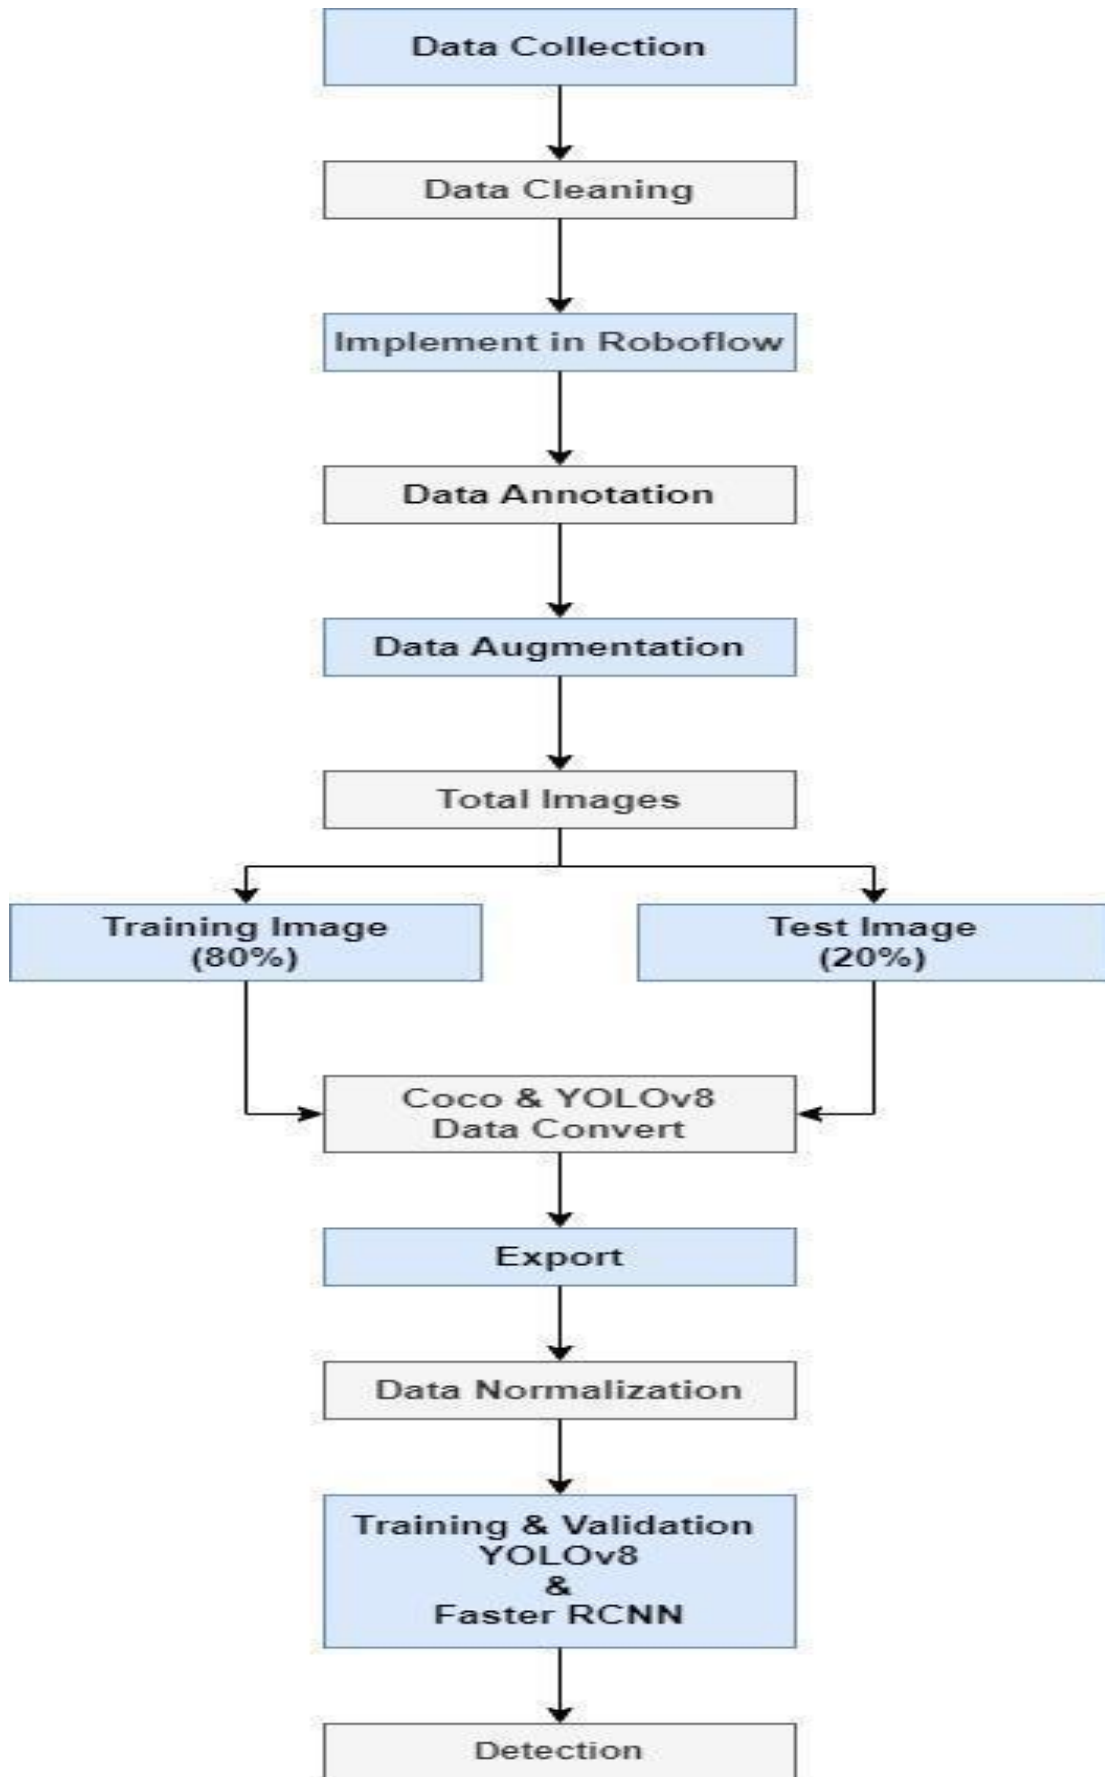 Data Collection
Data Cleaning
Implement in Roboflow
Data Annotation
Data Augmentation
Total Images
Training Image
(80%)
Test Image
(20%)
Coco & YOLOv8
Data Convert
Export
Data Normalization
Training & Validation
YOLOv8
&
Faster RCNN
Detection